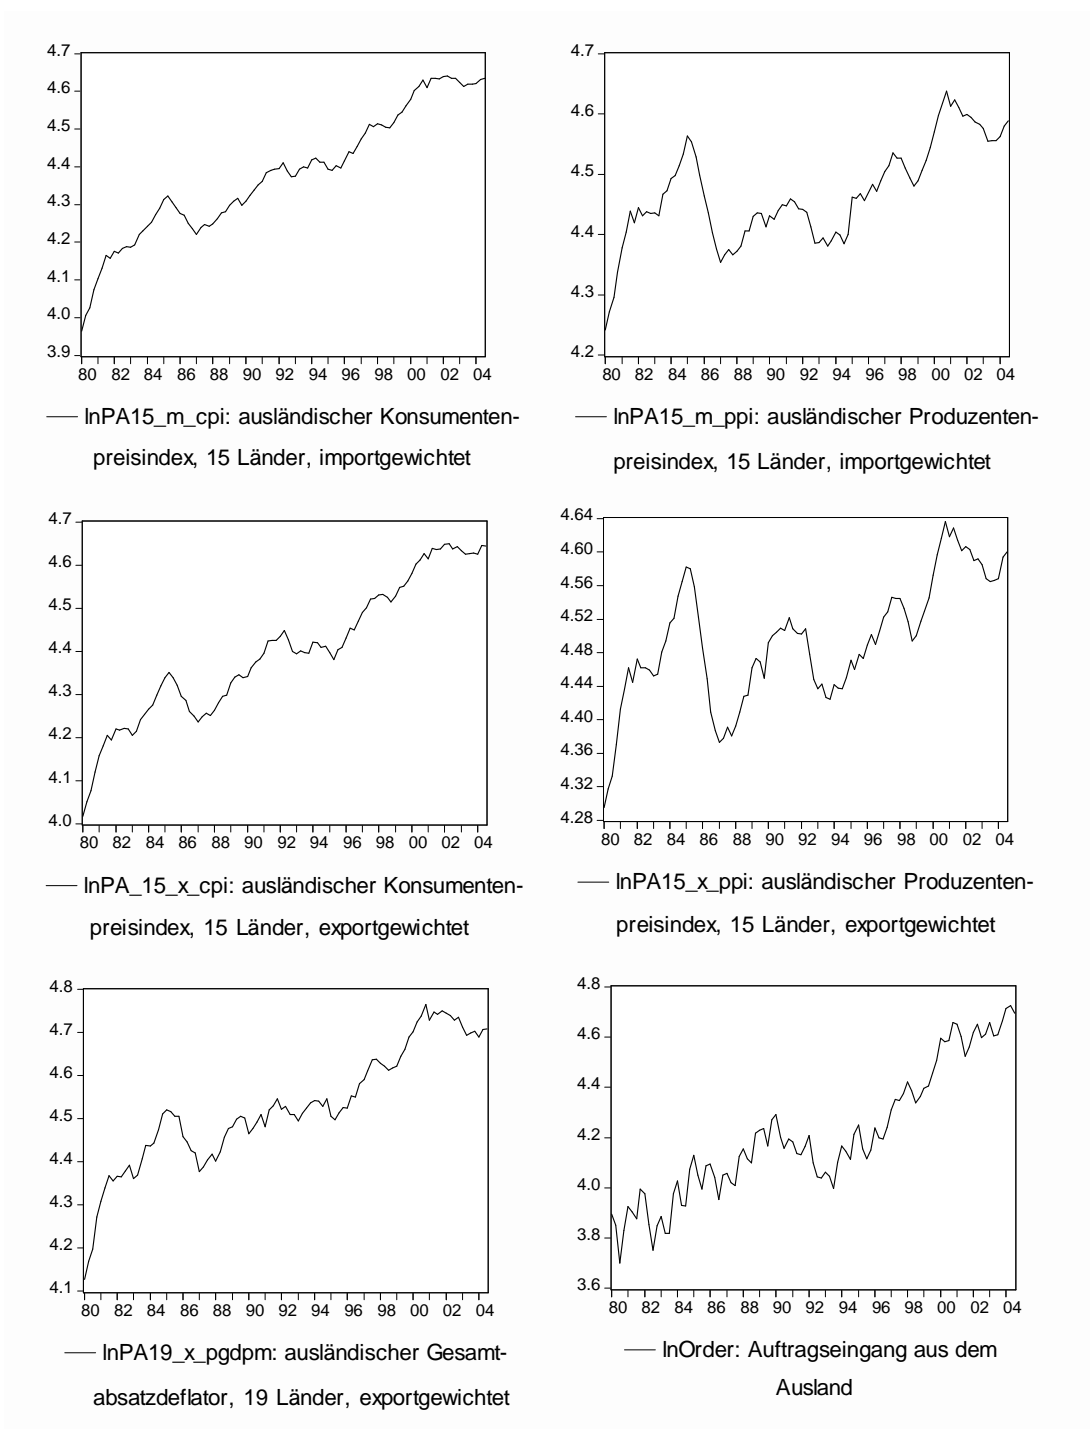 4.7
4.6
4.5
4.4
4.3
4.2
4.1
4.0
3.9
80 82 84 86 88 90 92 94 96 98 00 02 04
lnPA15_m_cpi: ausländischer Konsumenten-
preisindex, 15 Länder, importgewichtet
4.7
4.6
4.5
4.4
4.3
4.2
80 82 84 86 88 90 92 94 96 98 00 02 04
lnPA15_m_ppi: ausländischer Produzenten-
preisindex, 15 Länder, importgewichtet
4.7
4.6
4.5
4.4
4.3
4.2
4.1
4.0
80 82 84 86 88 90 92 94 96 98 00 02 04
lnPA_15_x_cpi: ausländischer Konsumenten-
preisindex, 15 Länder, exportgewichtet
4.64
4.60
4.56
4.52
4.48
4.44
4.40
4.36
4.32
4.28
80 82 84 86 88 90 92 94 96 98 00 02 04
lnPA15_x_ppi: ausländischer Produzenten-
preisindex, 15 Länder, exportgewichtet
4.8
4.7
4.6
4.5
4.4
4.3
4.2
4.1
80 82 84 86 88 90 92 94 96 98 00 02 04
lnPA19_x_pgdpm: ausländischer Gesamt-
absatzdeflator, 19 Länder, exportgewichtet
4.8
4.6
4.4
4.2
4.0
3.8
3.6
80 82 84 86 88 90 92 94 96 98 00 02 04
lnOrder: Auftragseingang aus dem
Ausland